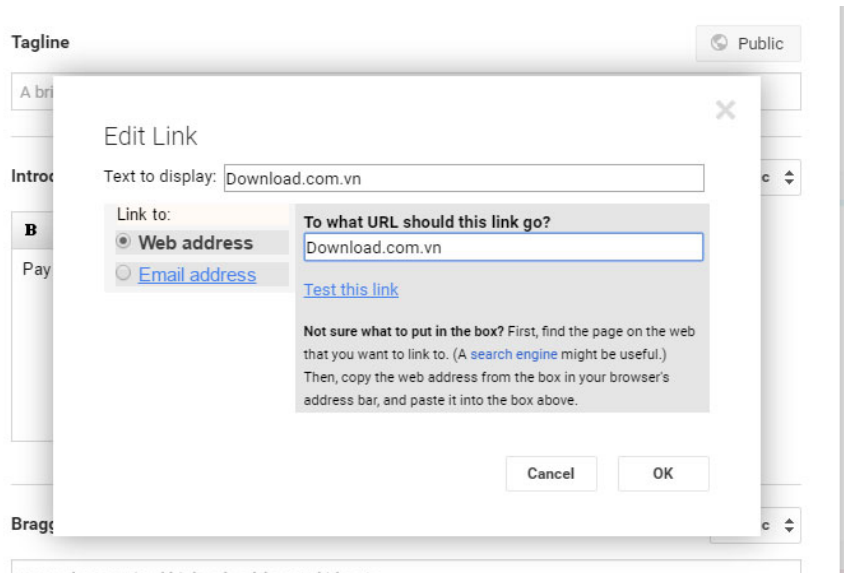 Tagline
Public
A bri
Edit Link
Introd
Text to display: Download.com.vn
c
Link to:
To what URL should this link go?
B
Web address
Download.com.vn
Pay
Email address
Test this link
Not sure what to put in the box? First, find the page on the web
that you want to link to. (A search engine might be useful.)
Then, copy the web address from the box in your browser's
address bar, and paste it into the box above.
Cancel
OK
Bragg
c